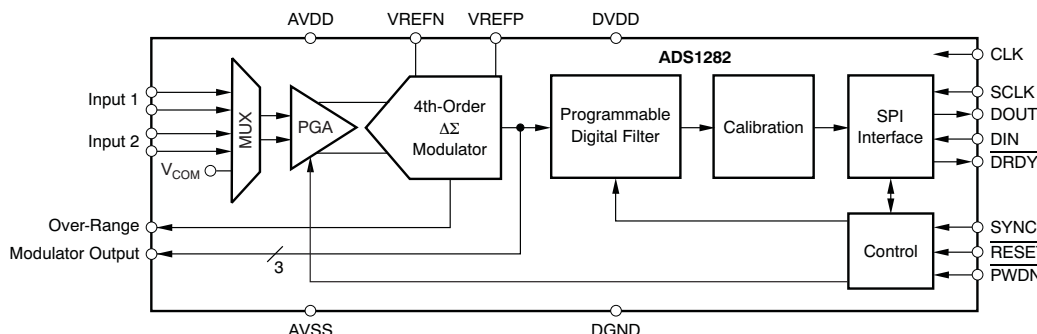 AVDD
VREFN
VREFP
DVDD
ADS1282
CLK
Input 1
Input 2
MUX
VCOM
PGA
4th-Order
ΔΣ
Modulator
Programmable
Digital Filter
Calibration
SPI
Interface
SCLK
DOUT
DIN
DRDY
Over-Range
Modulator Output
3
Control
SYNC
RESET
PWDN
AVSS
DGND